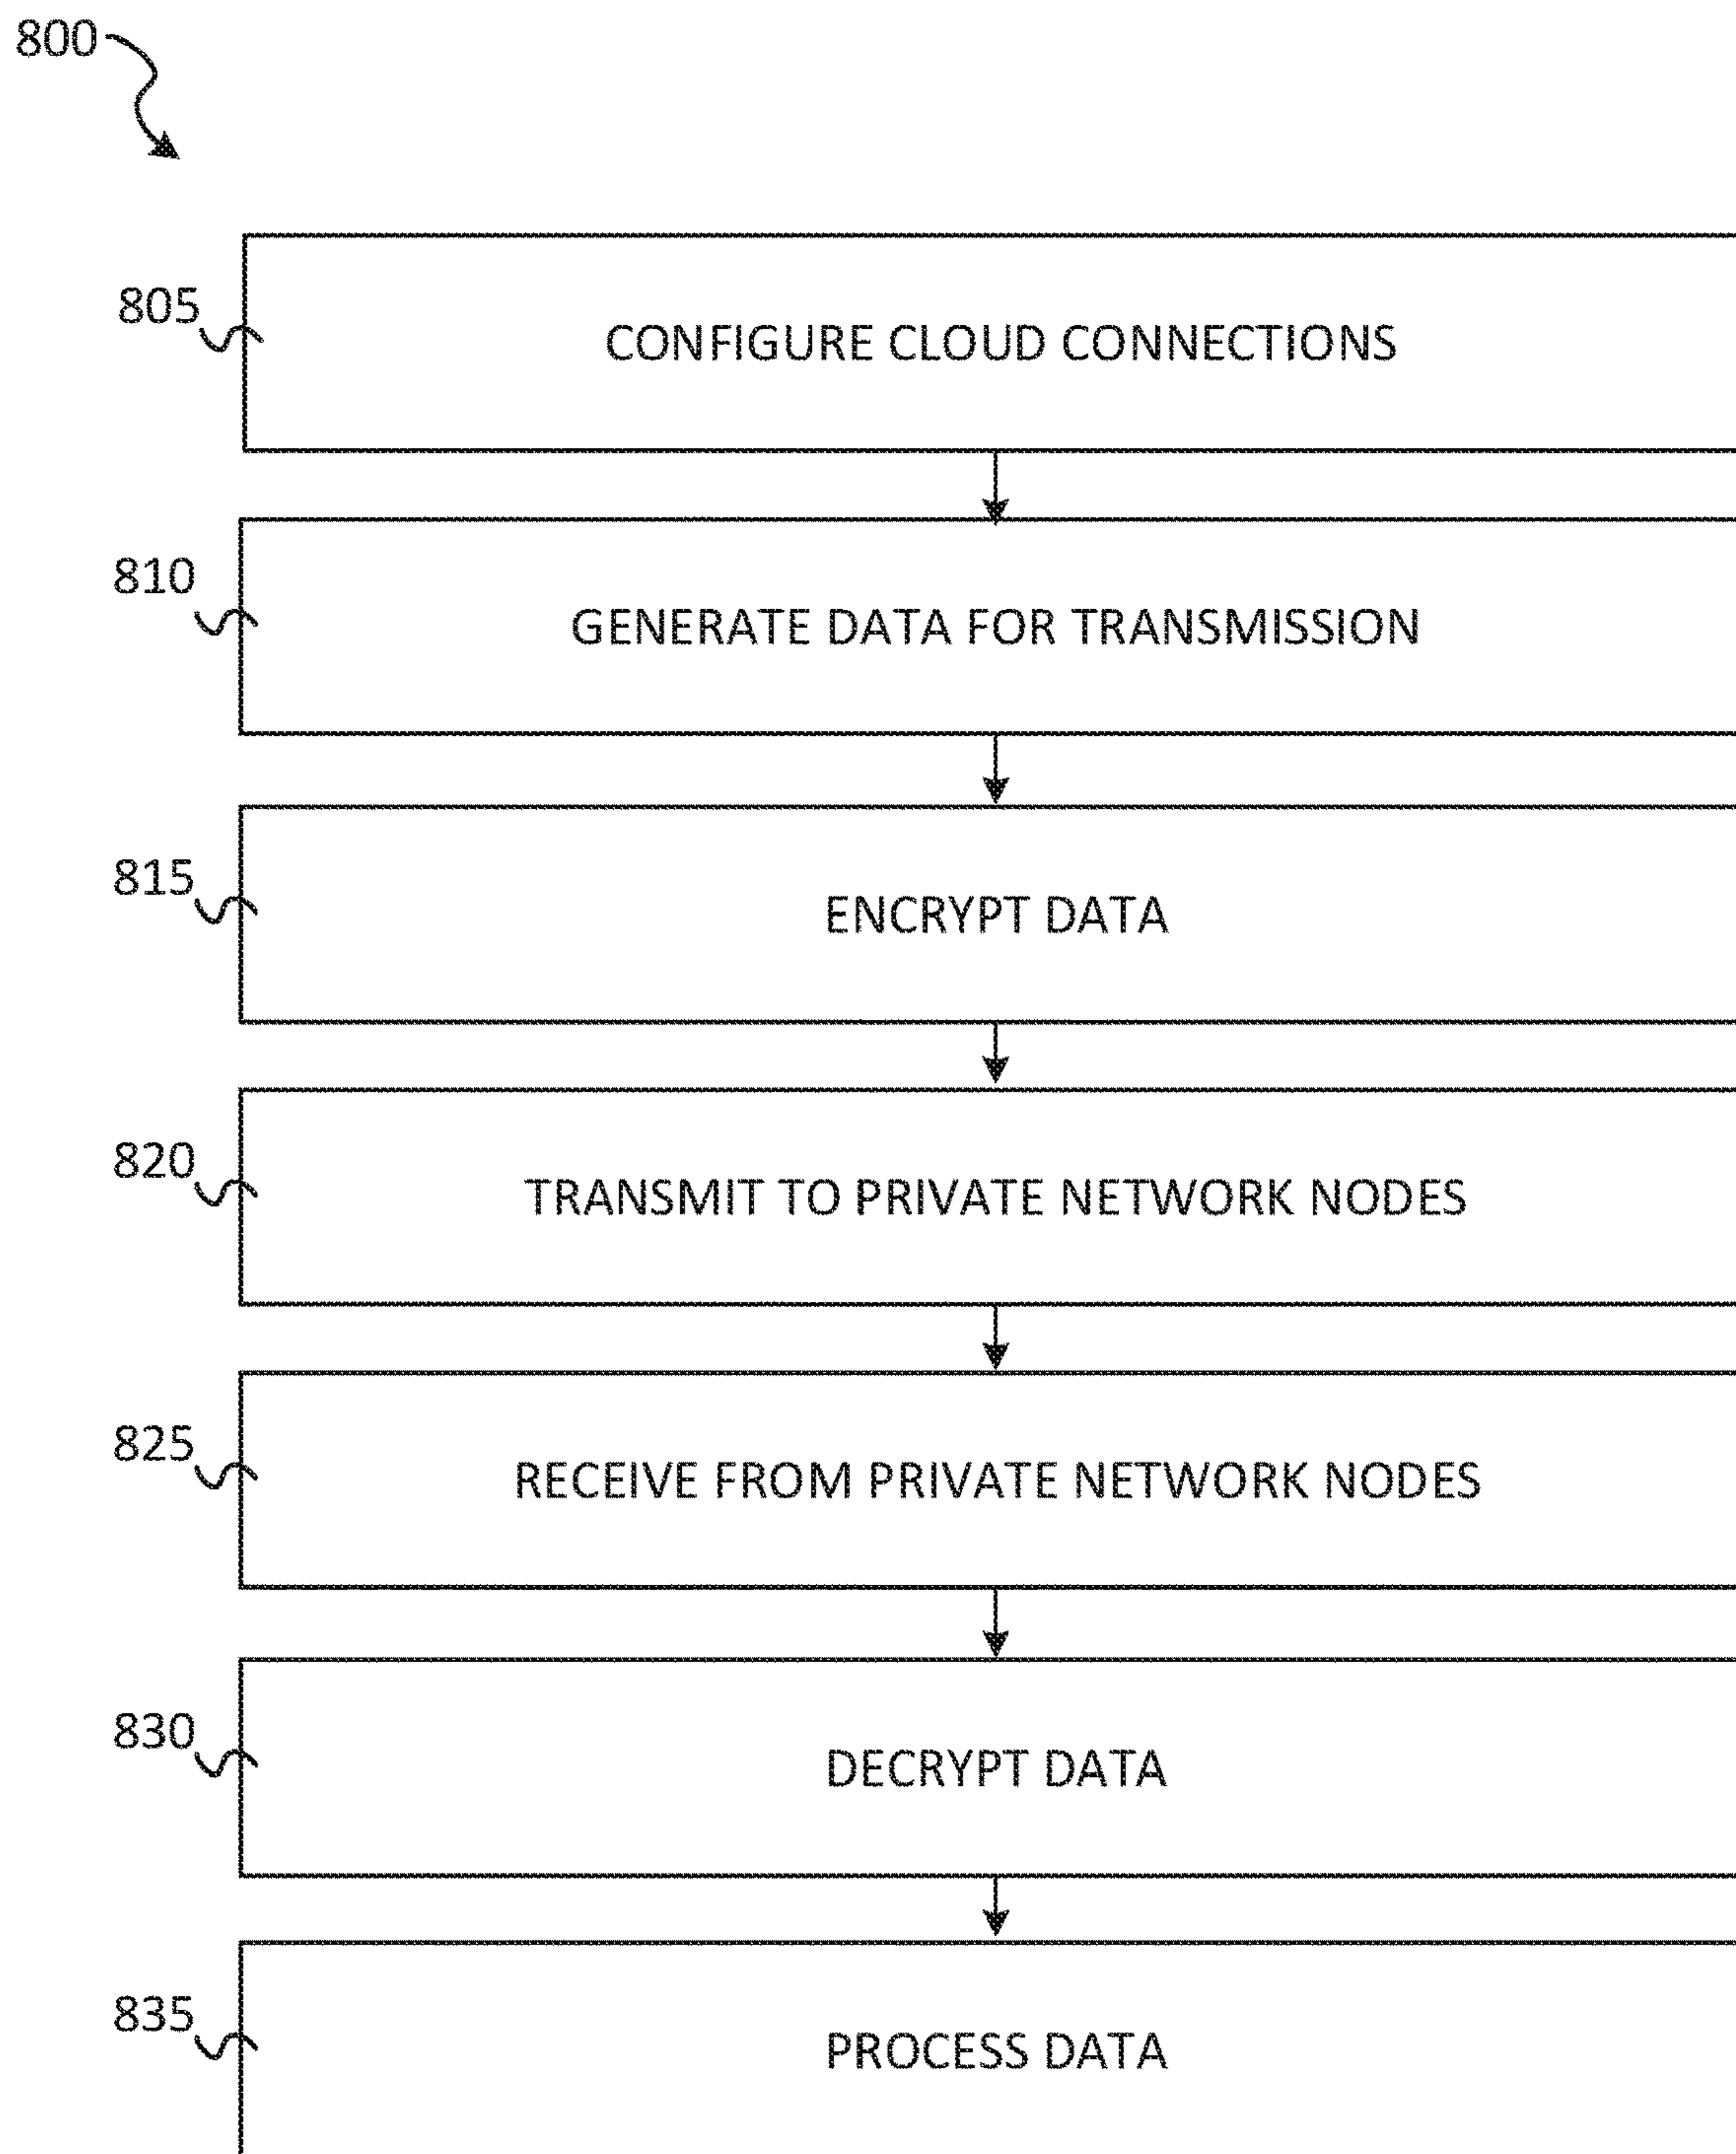 800
805
CONFIGURE CLOUD CONNECTIONS
810
GENERATE DATA FOR TRANSMISSION
815
ENCRYPT DATA
820
TRANSMIT TO PRIVATE NETWORK NODES
825
RECEIVE FROM PRIVATE NETWORK NODES
830
DECRYPT DATA
835
PROCESS DATA